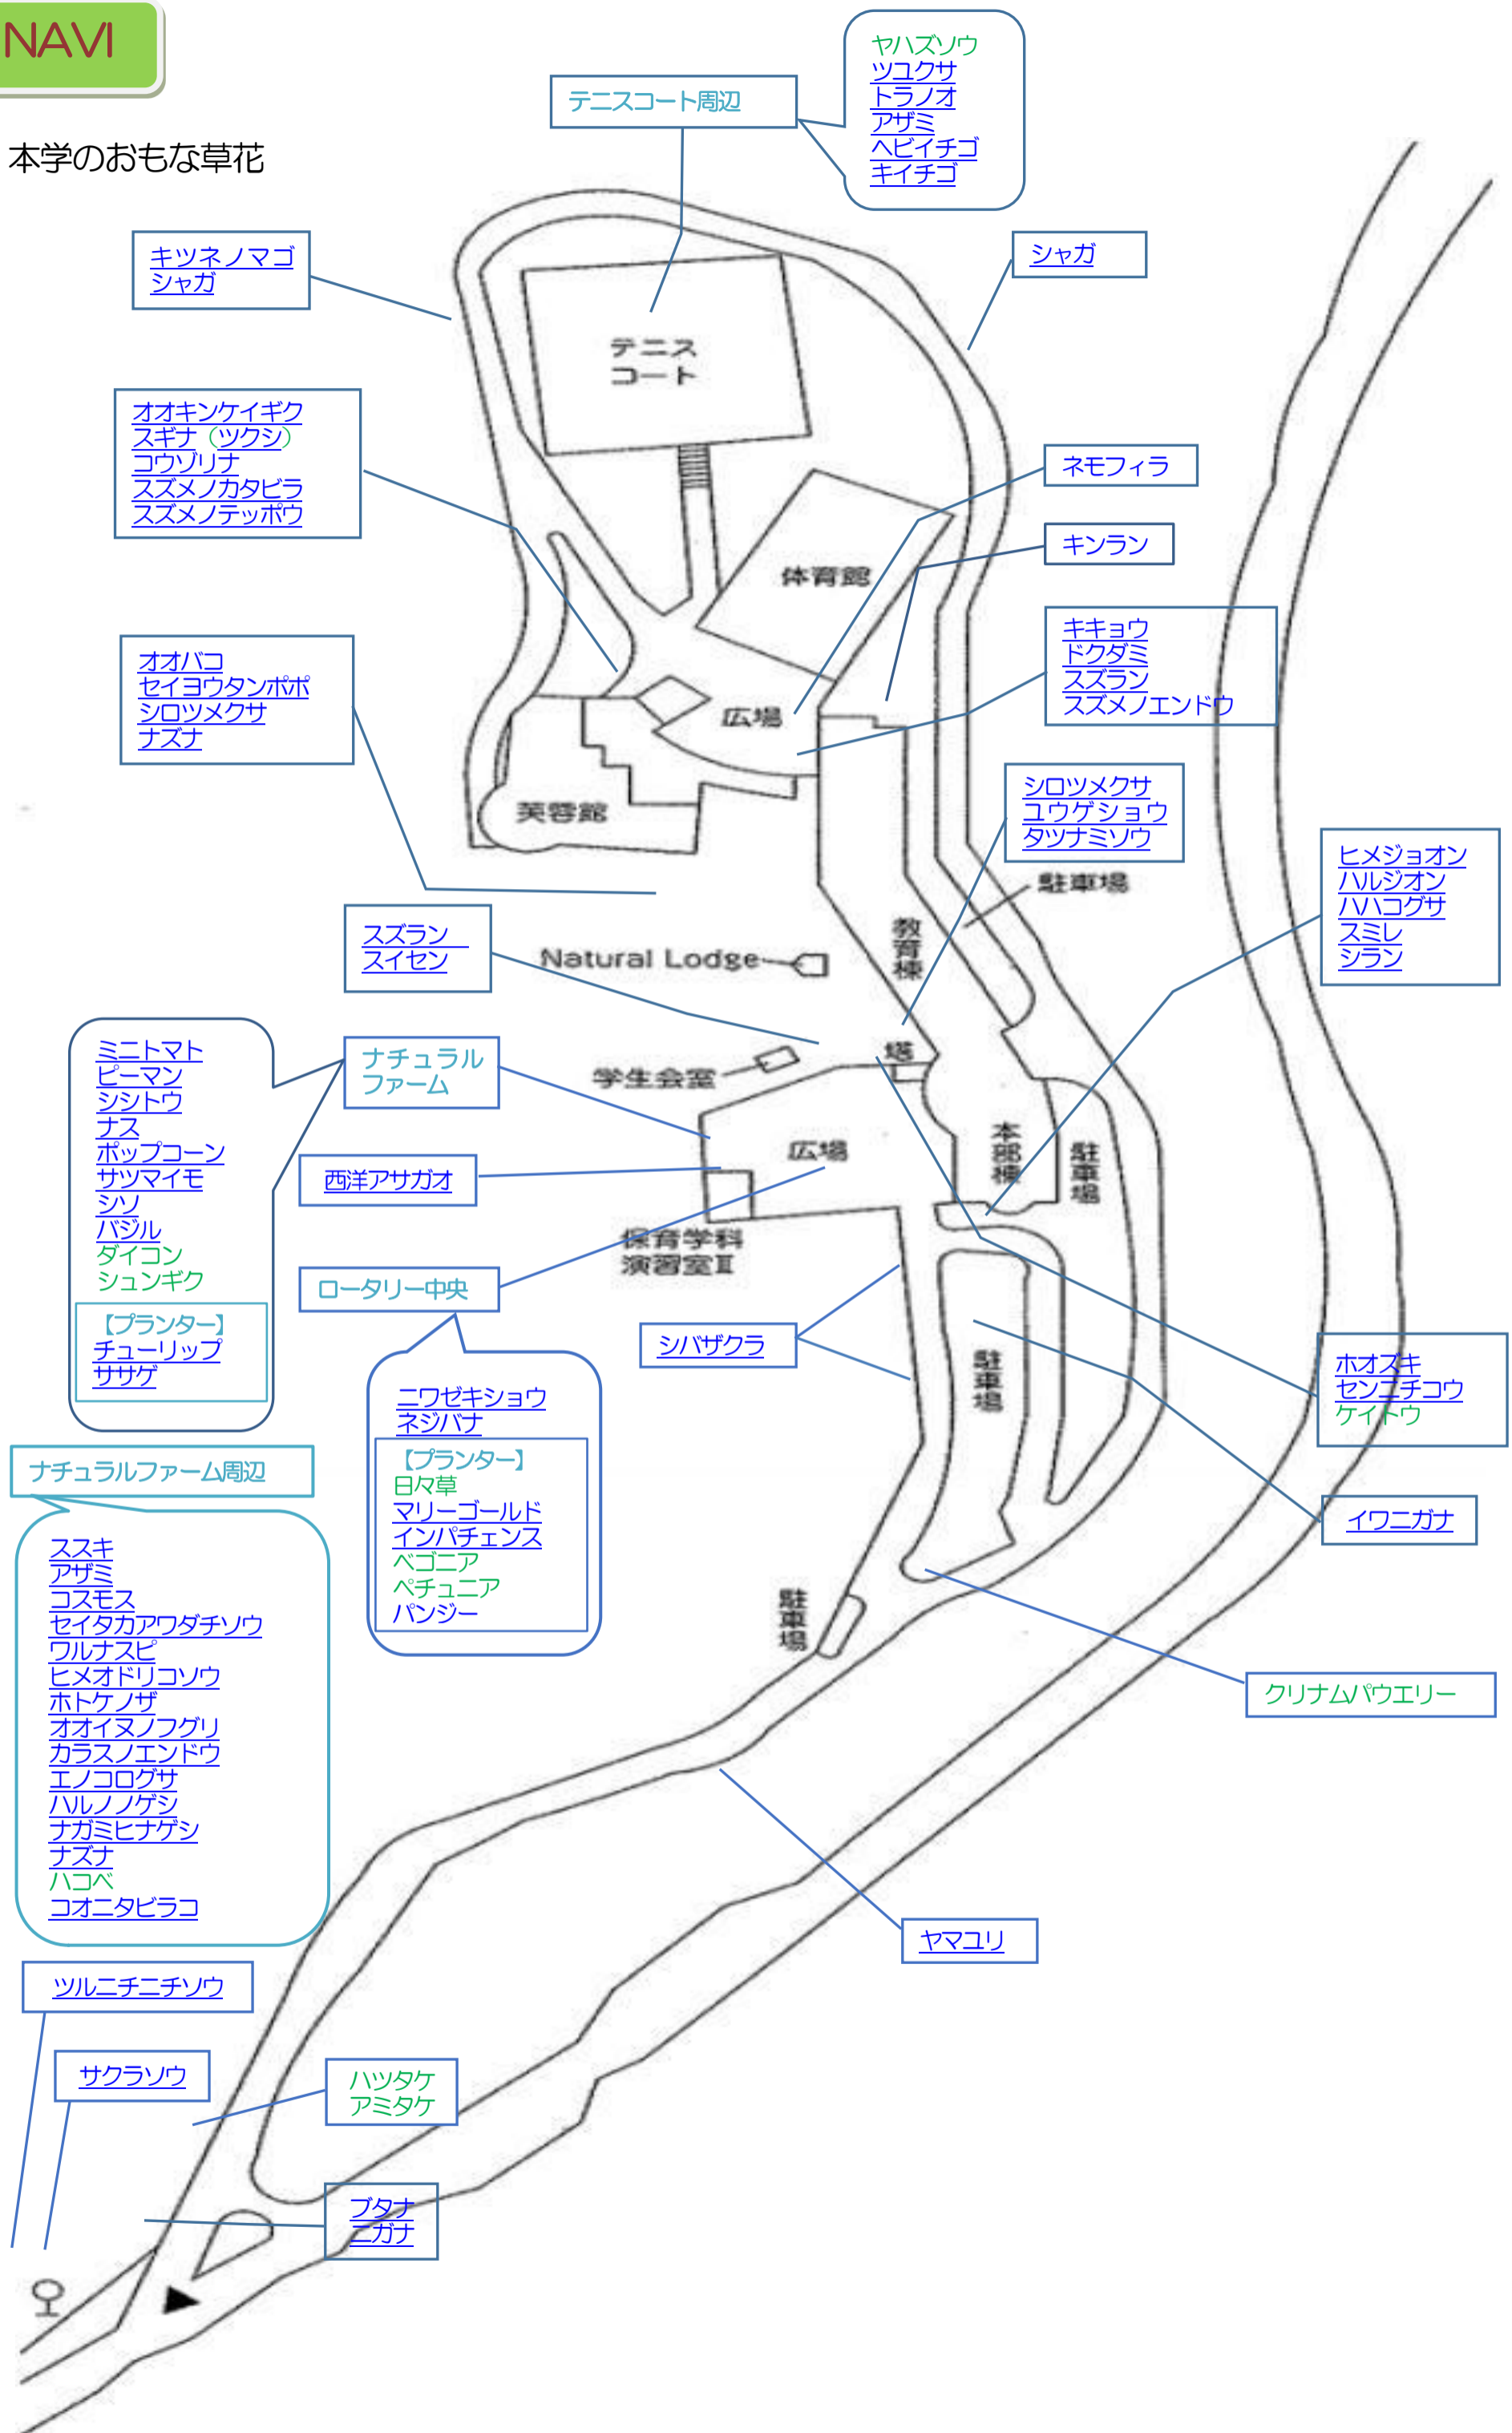 NAVI
本学のおもな草花
テニスコート周辺
ヤハズソウ
ツユクサ
トラノオ
アザミ
ヘビイチゴ
キイチゴ
キツネノマゴ
シャガ
シャガ
テニス
コート
オオキンケイギク
スギナ（ツクシ）
コウゾリナ
スズメノカタビラ
スズメノテッポウ
ネモフィラ
キンラン
体育館
キキョウ
ドクダミ
スズラン
スズメノエンドウ
オオバコ
セイヨウタンポポ
シロツメクサ
ナズナ
広場
芙蓉館
シロツメクサ
ユウゲショウ
タツナミソウ
駐車場
ヒメジョオン
ハルジオン
ハハコグサ
スミレ
シラン
スズラン
スイセン
教育棟
Natural Lodge
ミニトマト
ピーマン
シシトウ
ナス
ポップコーン
サツマイモ
シソ
バジル
ダイコン
シュンギク
【プランター】
チューリップ
ササゲ
ナチュラル
ファーム
塔
学生会室
広場
本部棟
駐車場
西洋アサガオ
保育学科
演習室Ⅱ
ロータリー中央
シバザクラ
駐車場
ホオズキ
センニチコウ
ケイトウ
ニワゼキショウ
ネジバナ
【プランター】
日々草
マリーゴールド
インパチェンス
ベゴニア
ペチュニア
パンジー
ナチュラルファーム周辺
ススキ
アザミ
コスモス
セイタカアワダチソウ
ワルナスビ
ヒメオドリコソウ
ホトケノザ
オオイヌノフグリ
カラスノエンドウ
エノコログサ
ハルノノゲシ
ナガミヒナゲシ
ナズナ
ハコベ
コオニタビラコ
イワニガナ
駐車場
クリナムパウエリー
ヤマユリ
ツルニチニチソウ
サクラソウ
ハツタケ
アミタケ
ブタナ
ニガナ